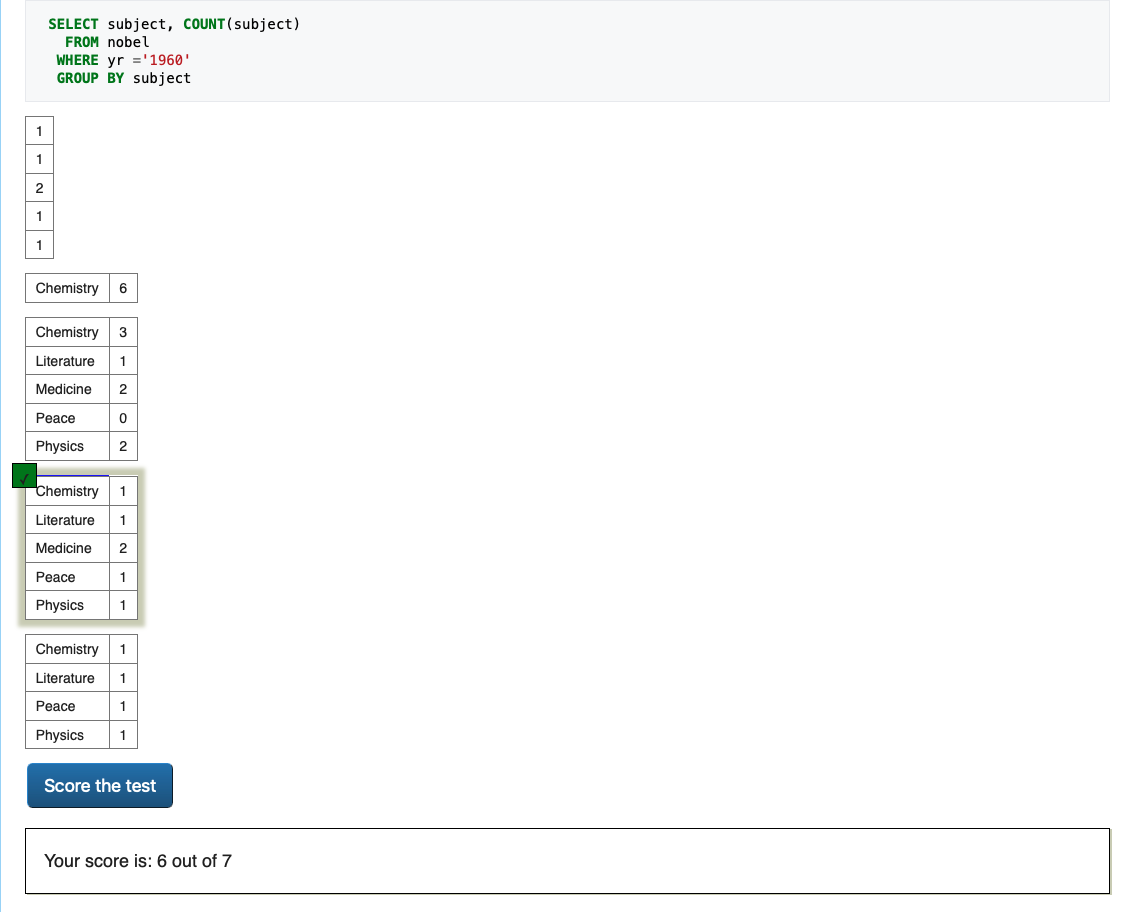 SELECT subject, COUNT(subject)
FROM nobel
WHERE yr ='1960'
GROUP BY subject
1
1
2
1
1
Chemistry 6
Chemistry 3
Literature 1
Medicine 2
Peace 0
Physics 2
✓
Chemistry 1
Literature 1
Medicine 2
Peace 1
Physics 1
Chemistry 1
Literature 1
Peace 1
Physics 1
Score the test
Your score is: 6 out of 7